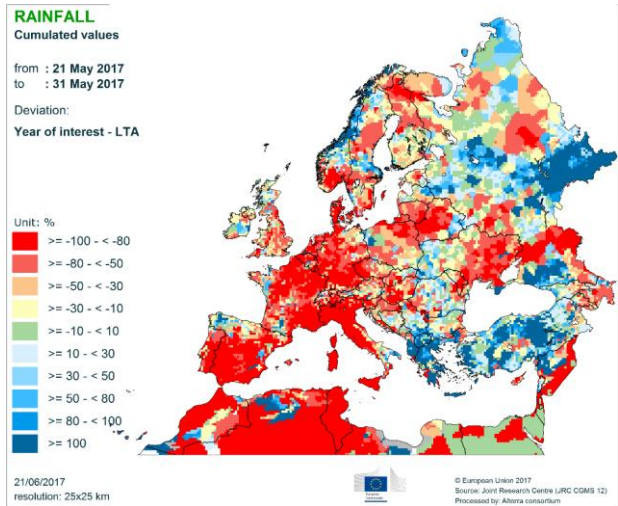 RAINFALL
Cumulated values
from : 21 May 2017
to : 31 May 2017
Deviation:
Year of interest - LTA
Unit: %
>= -100 - < -80
>= -80 - < -50
>= -50 - < -30
>= -30 - < -10
>= -10 - < 10
>= 10 - < 30
>= 30 - < 50
>= 50 - < 80
>= 80 - < 100
>= 100
21/06/2017
resolution: 25x25 km
© European Union 2017
Source: Joint Research Centre (JRC CGMS 12)
Processed by: Alterra consortium